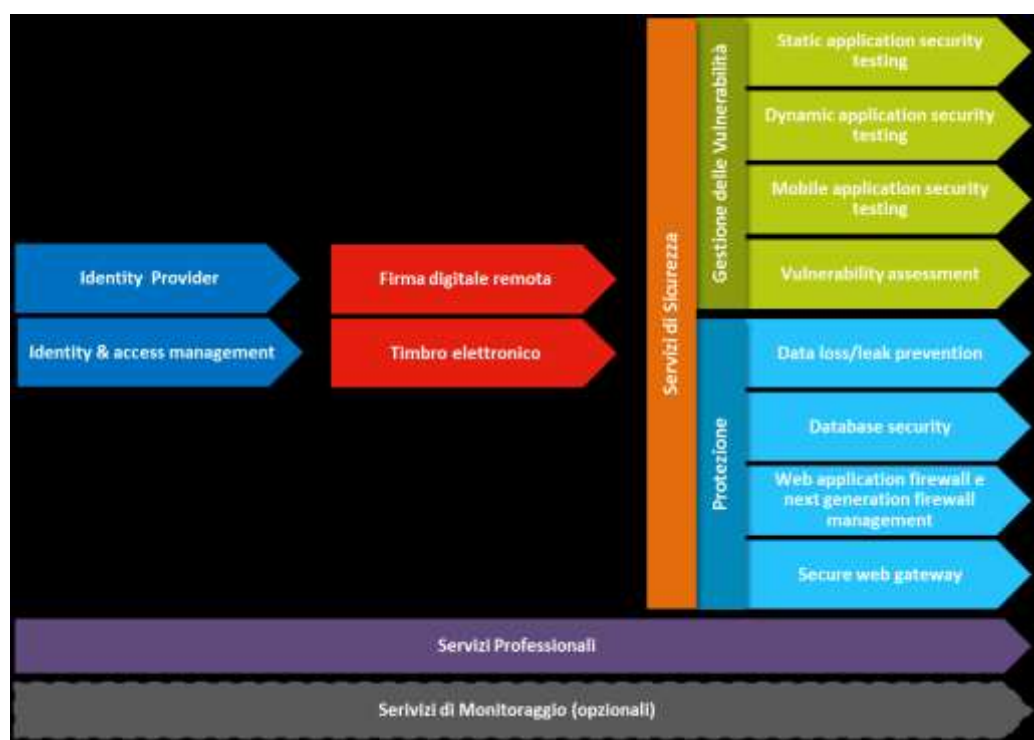 Identity Provider
Identity & access management
Firma digitale remota
Timbro elettronico
Servizi di Sicurezza
Gestione delle Vulnerabilità
Static application security
testing
Dynamic application security
testing
Mobile application security
testing
Vulnerability assessment
Protezione
Data loss/leak prevention
Database security
Web application firewall e
next generation firewall
management
Secure web gateway
Servizi Professionali
Serivizi di Monitoraggio (opzionali)